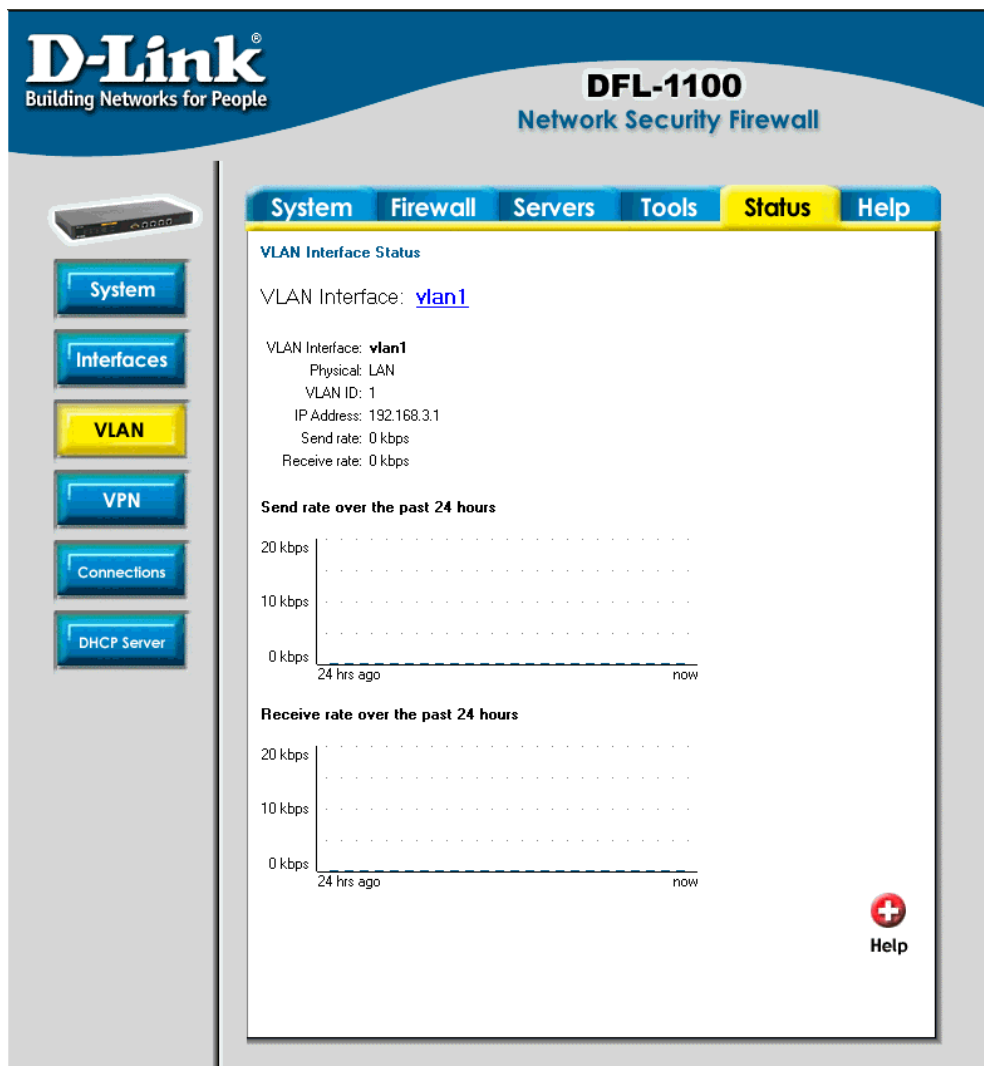 D-Link®
Building Networks for People
DFL-1100
Network Security Firewall
System Firewall Servers Tools Status Help
System
Interfaces
VLAN
VPN
Connections
DHCP Server
VLAN Interface Status
VLAN Interface: vlan1
VLAN Interface: vlan1
Physical: LAN
VLAN ID: 1
IP Address: 192.168.3.1
Send rate: 0 kbps
Receive rate: 0 kbps
Send rate over the past 24 hours
20 kbps
10 kbps
0 kbps
24 hrs ago now
Receive rate over the past 24 hours
20 kbps
10 kbps
0 kbps
24 hrs ago now
Help